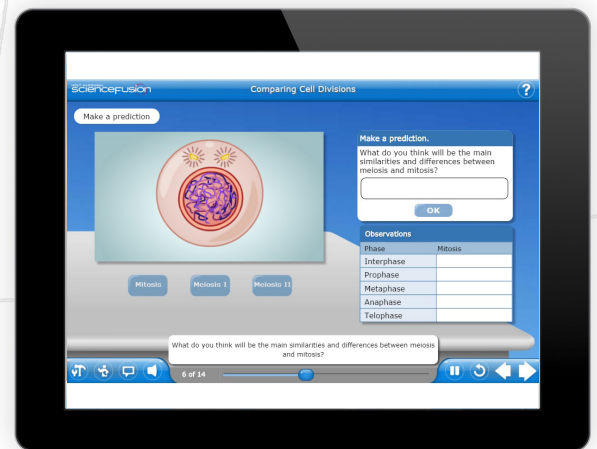 sciencefusion
Comparing Cell Divisions
?
Make a prediction
Make a prediction.
What do you think will be the main
similarities and differences between
meiosis and mitosis?
OK
Mitosis
Meiosis I
Meiosis II
Observations
Phase Mitosis
Interphase
Prophase
Metaphase
Anaphase
Telophase
What do you think will be the main similarities and differences between meiosis
and mitosis?
6 of 14